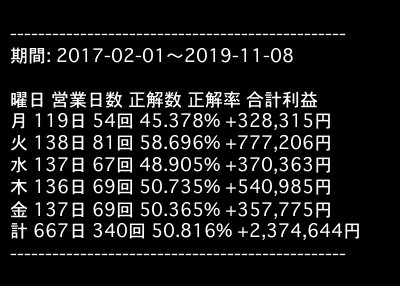 ------------------------------------------------
期間: 2017-02-01〜2019-11-08
曜日 営業日数 正解数 正解率 合計利益
月 119日 54回 45.378% +328,315円
火 138日 81回 58.696% +777,206円
水 137日 67回 48.905% +370,363円
木 136日 69回 50.735% +540,985円
金 137日 69回 50.365% +357,775円
計 667日 340回 50.816% +2,374,644円
------------------------------------------------